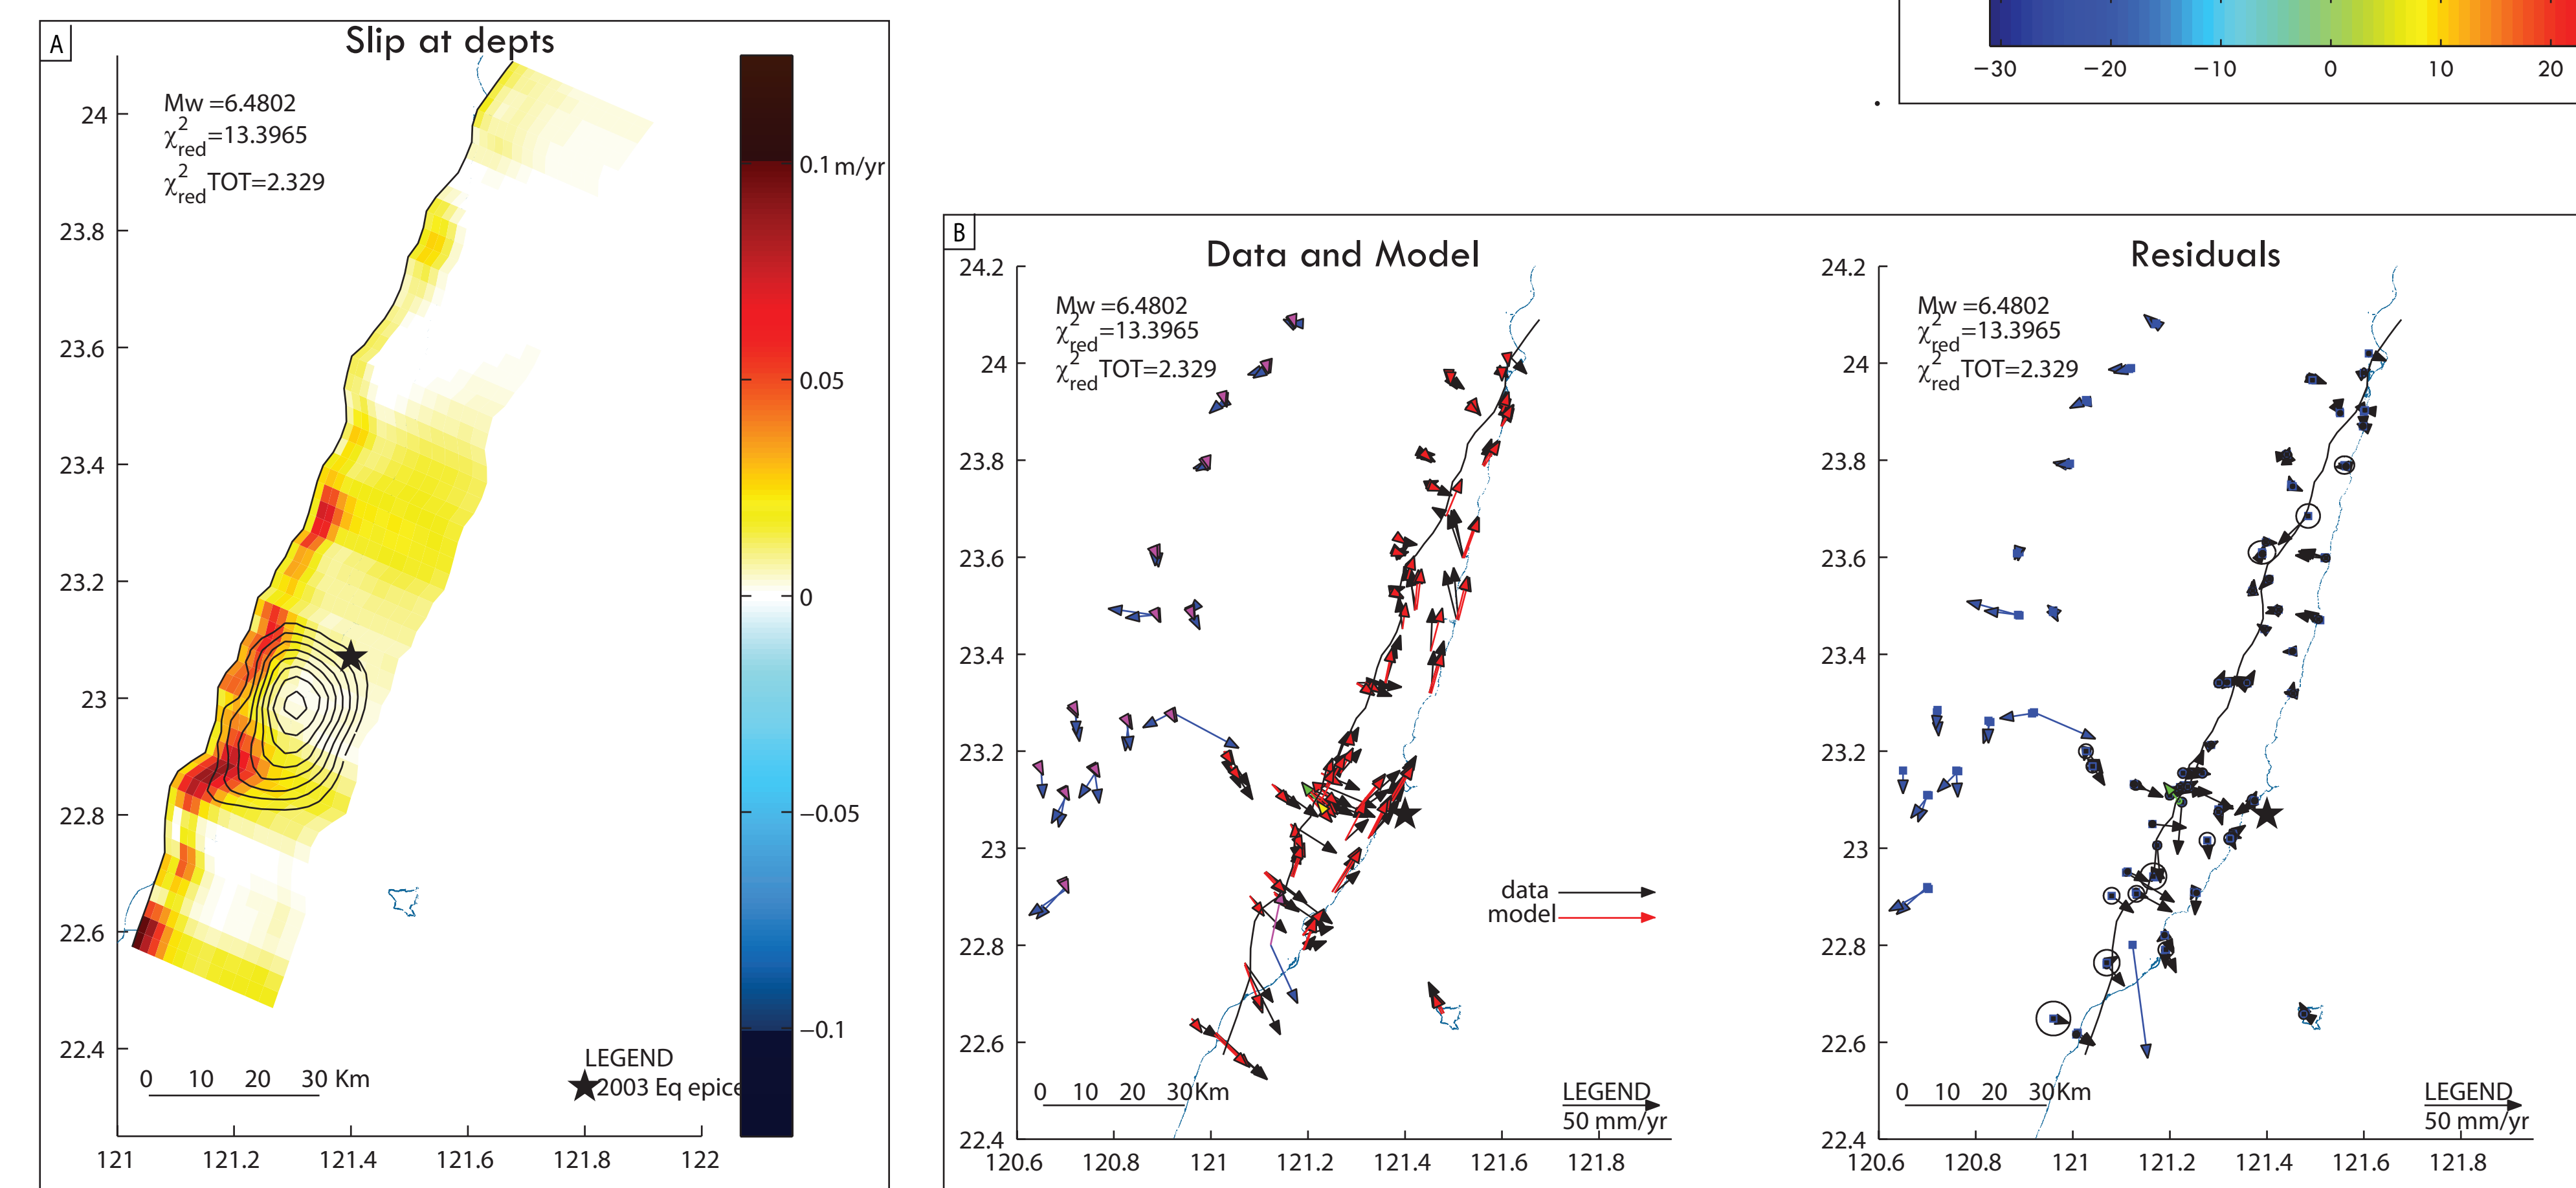 A
Slip at depts
Mw =6.4802
χ2red=13.3965
χ2redTOT=2.329
24
23.8
23.6
23.4
23.2
23
22.8
22.6
22.4
121
121.2
121.4
121.6
121.8
122
0 10 20 30 Km
LEGEND
2003 Eq epice
0.1 m/yr
0.05
0
−0.05
−0.1
−30
−20
−10
0
10
20
B
Data and Model
Mw =6.4802
χ2red=13.3965
χ2redTOT=2.329
24.2
24
23.8
23.6
23.4
23.2
23
22.8
22.6
22.4
data
model
0 10 20 30Km
LEGEND
50 mm/yr
120.6
120.8
121
121.2
121.4
121.6
121.8
Residuals
Mw =6.4802
χ2red=13.3965
χ2redTOT=2.329
24.2
24
23.8
23.6
23.4
23.2
23
22.8
22.6
22.4
0 10 20 30Km
LEGEND
50 mm/yr
120.6
120.8
121
121.2
121.4
121.6
121.8